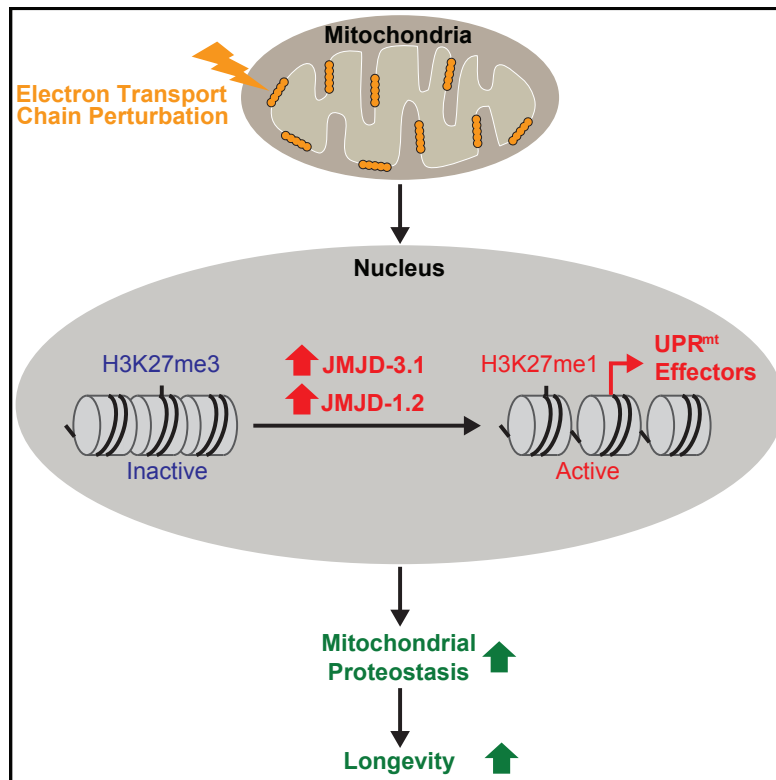 Mitochondria
Electron Transport
Chain Perturbation
Nucleus
H3K27me3
JMJD-3.1
JMJD-1.2
H3K27me1
UPRmt
Effectors
Inactive
Active
Mitochondrial
Proteostasis
Longevity